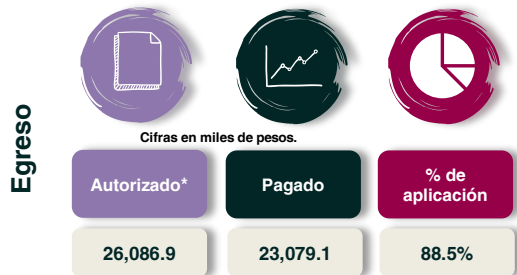 Egreso
Cifras en miles de pesos.
Autorizado*
Pagado
% de
aplicación
26,086.9
23,079.1
88.5%